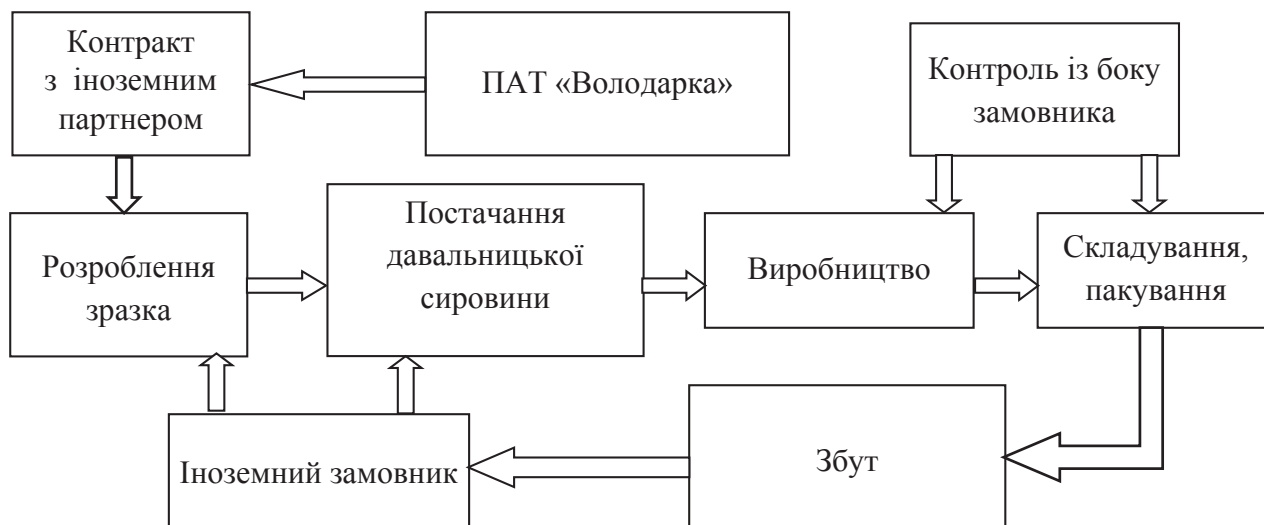 Контракт
з іноземним
партнером
ПАТ «Володарка»
Контроль із боку
замовника
Розроблення
зразка
Постачання
давальницької
сировини
Виробництво
Складування,
пакування
Іноземний замовник
Збут